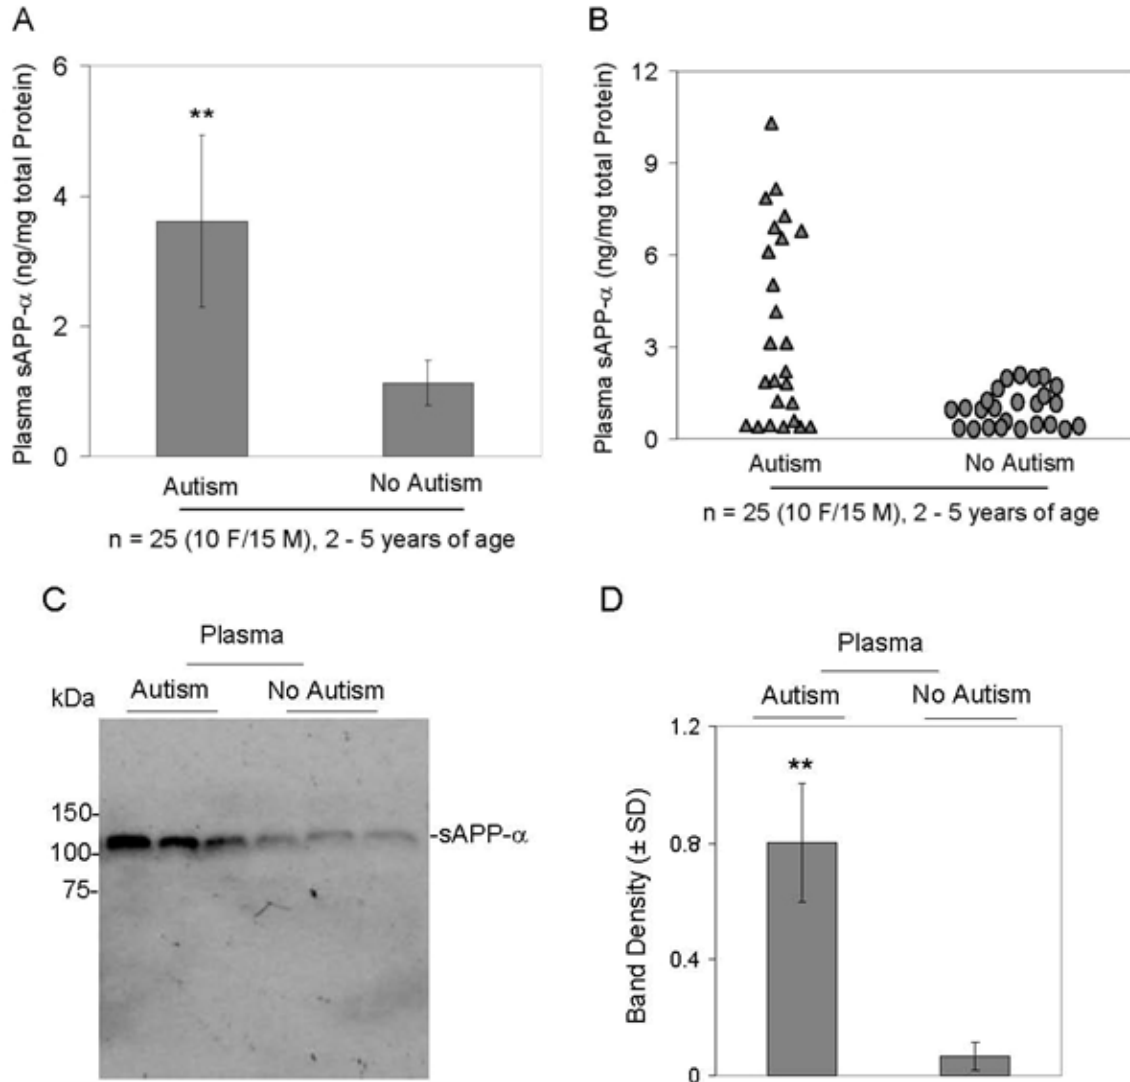 A
Plasma sAPP-α (ng/mg total Protein)
6
4
2
0
**
Autism No Autism
n = 25 (10 F/15 M), 2 - 5 years of age
B
Plasma sAPP-α (ng/mg total Protein)
12
9
6
3
0
Autism No Autism
n = 25 (10 F/15 M), 2 - 5 years of age
C
Plasma
kDa Autism No Autism
150-
100-
75-
-sAPP-α
D
Plasma
Autism No Autism
Band Density (± SD)
1.2
0.8
0.4
0
**